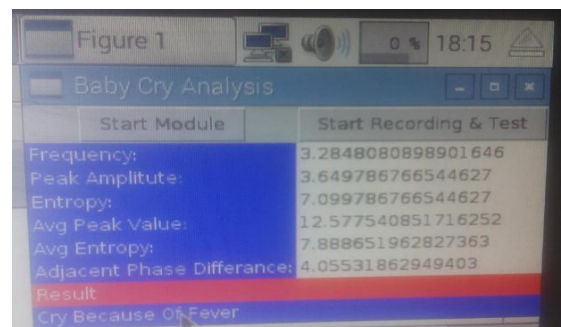 Figure 1 0 % 18:15
Baby Cry Analysis
Start Module Start Recording & Test
Frequency: 3.2848080898901646
Peak Amplitute: 3.649786766544627
Entropy: 7.099786766544627
Avg Peak Value: 12.577540851716252
Avg Entropy: 7.888651962827363
Adjacent Phase Differance: 4.05531862949403
Result
Cry Because Of Fever